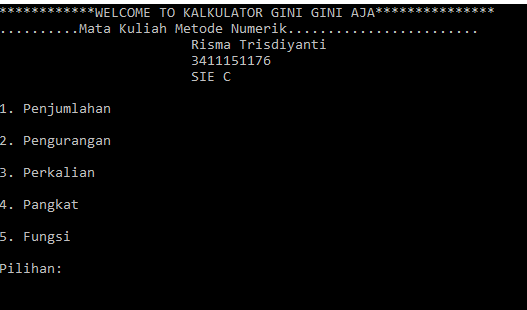 ************WELCOME TO KALKULATOR GINI GINI AJA***************
..........Mata Kuliah Metode Numerik........................
Risma Trisdiyanti
3411151176
SIE C
1. Penjumlahan
2. Pengurangan
3. Perkalian
4. Pangkat
5. Fungsi
Pilihan: